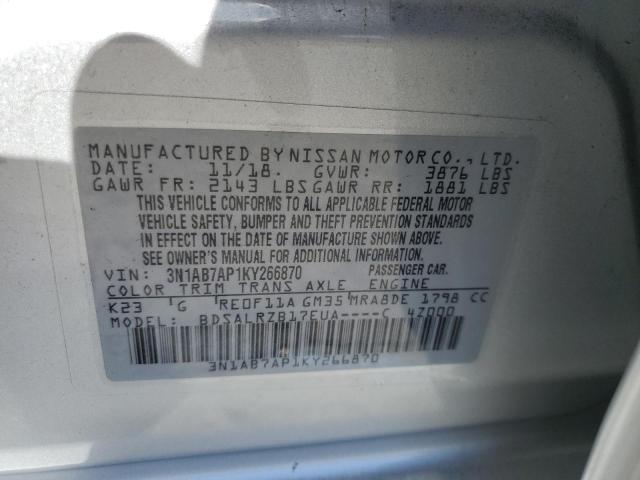 MANUFACTURED BY NISSAN MOTOR CO., LTD.
DATE: 11/18. GVWR: 3876 LBS
GAWR FR: 2143 LBS GAWR RR: 1881 LBS
THIS VEHICLE CONFORMS TO ALL APPLICABLE FEDERAL MOTOR
VEHICLE SAFETY, BUMPER AND THEFT PREVENTION STANDARDS
IN EFFECT ON THE DATE OF MANUFACTURE SHOWN ABOVE.
SEE OWNER'S MANUAL FOR ADDITIONAL INFORMATION.
VIN: 3N1AB7AP1KY266870 PASSENGER CAR.
COLOR TRIM TRANS AXLE ENGINE
K23 G RE0F11A GM35 MRA8DE 1798 CC
MODEL: BDSALRZB17EUA----C 4Z000
3N1AB7AP1KY266870